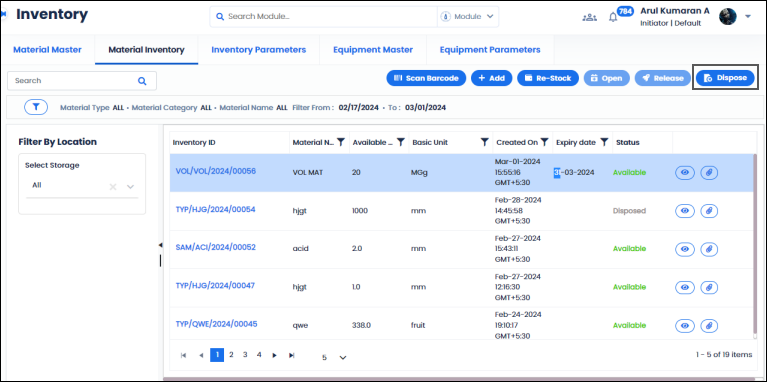 Inventory
Search Module...
Module
784
Arul Kumaran A
Initiator | Default
Material Master
Material Inventory
Inventory Parameters
Equipment Master
Equipment Parameters
Search
Scan Barcode
+ Add
Re-Stock
Open
Release
Dispose
Material Type ALL • Material Category ALL • Material Name ALL Filter From : 02/17/2024 • To : 03/01/2024
Filter By Location
Select Storage
All
Inventory ID Material N... Available ... Basic Unit Created On Expiry date Status
VOL/VOL/2024/00056 VOL MAT 20 MGg Mar-01-2024 15:55:16 GMT+5:30 31-03-2024 Available
TYP/HJG/2024/00054 hjgt 1000 mm Feb-28-2024 14:45:58 GMT+5:30 Disposed
SAM/ACI/2024/00052 acid 2.0 mm Feb-27-2024 15:43:11 GMT+5:30 Available
TYP/HJG/2024/00047 hjgt 1.0 mm Feb-27-2024 12:16:30 GMT+5:30 Available
TYP/QWE/2024/00045 qwe 338.0 fruit Feb-24-2024 19:10:17 GMT+5:30 Available
1 2 3 4
5
1 - 5 of 19 items